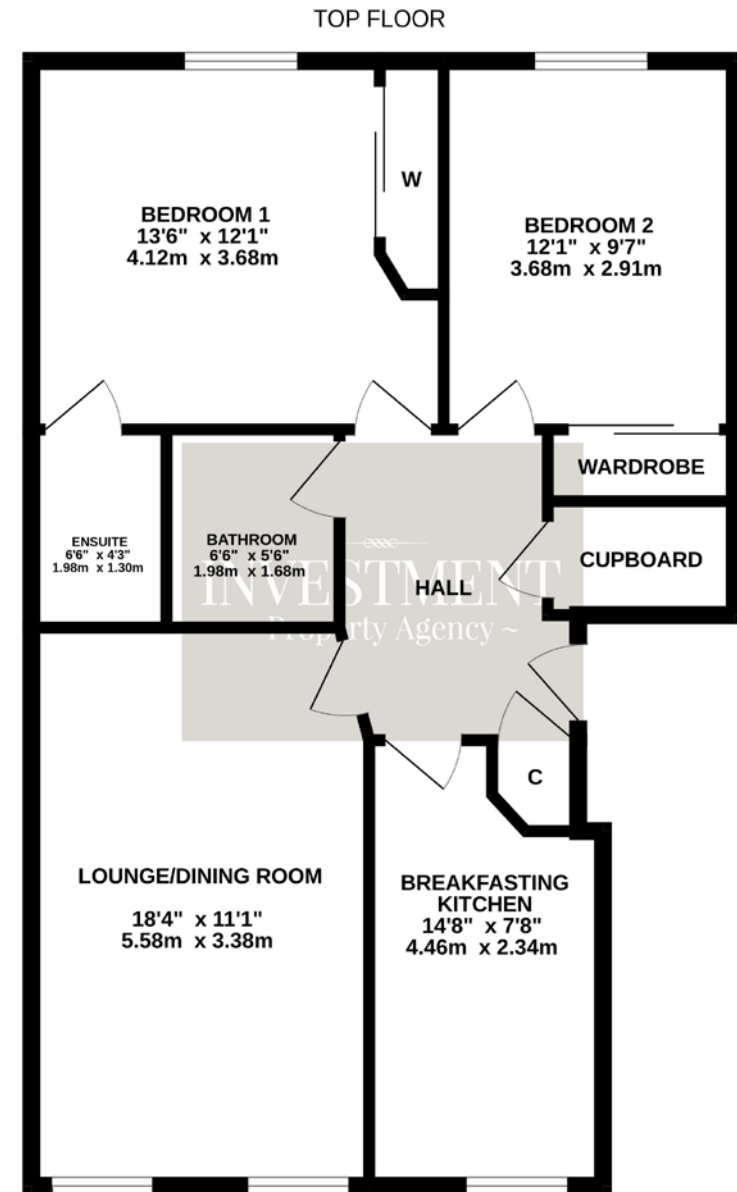 TOP FLOOR
BEDROOM 1
13'6" x 12'1"
4.12m x 3.68m
W
BEDROOM 2
12'1" x 9'7"
3.68m x 2.91m
WARDROBE
ENSUITE
6'6" x 4'3"
1.98m x 1.30m
BATHROOM
6'6" x 5'6"
1.98m x 1.68m
CUPBOARD
HALL
INVESTMENT
Property Agency ~
C
LOUNGE/DINING ROOM
18'4" x 11'1"
5.58m x 3.38m
BREAKFASTING
KITCHEN
14'8" x 7'8"
4.46m x 2.34m